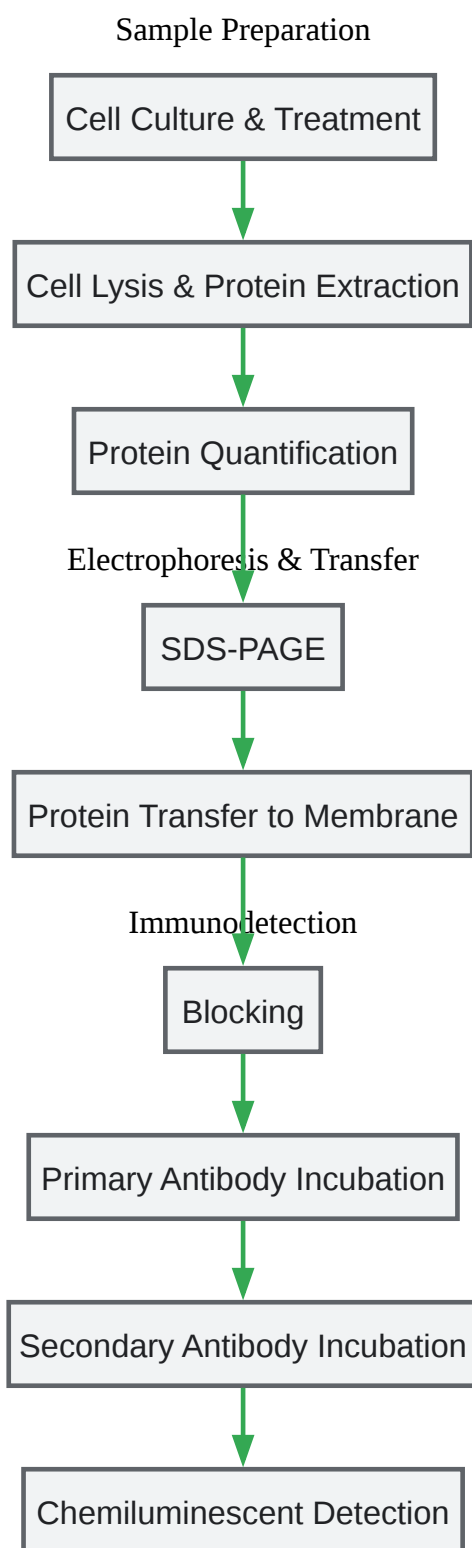 Sample Preparation
Cell Culture & Treatment
Cell Lysis & Protein Extraction
Protein Quantification
Electrophoresis & Transfer
SDS-PAGE
Protein Transfer to Membrane
Immunodetection
Blocking
Primary Antibody Incubation
Secondary Antibody Incubation
Chemiluminescent Detection